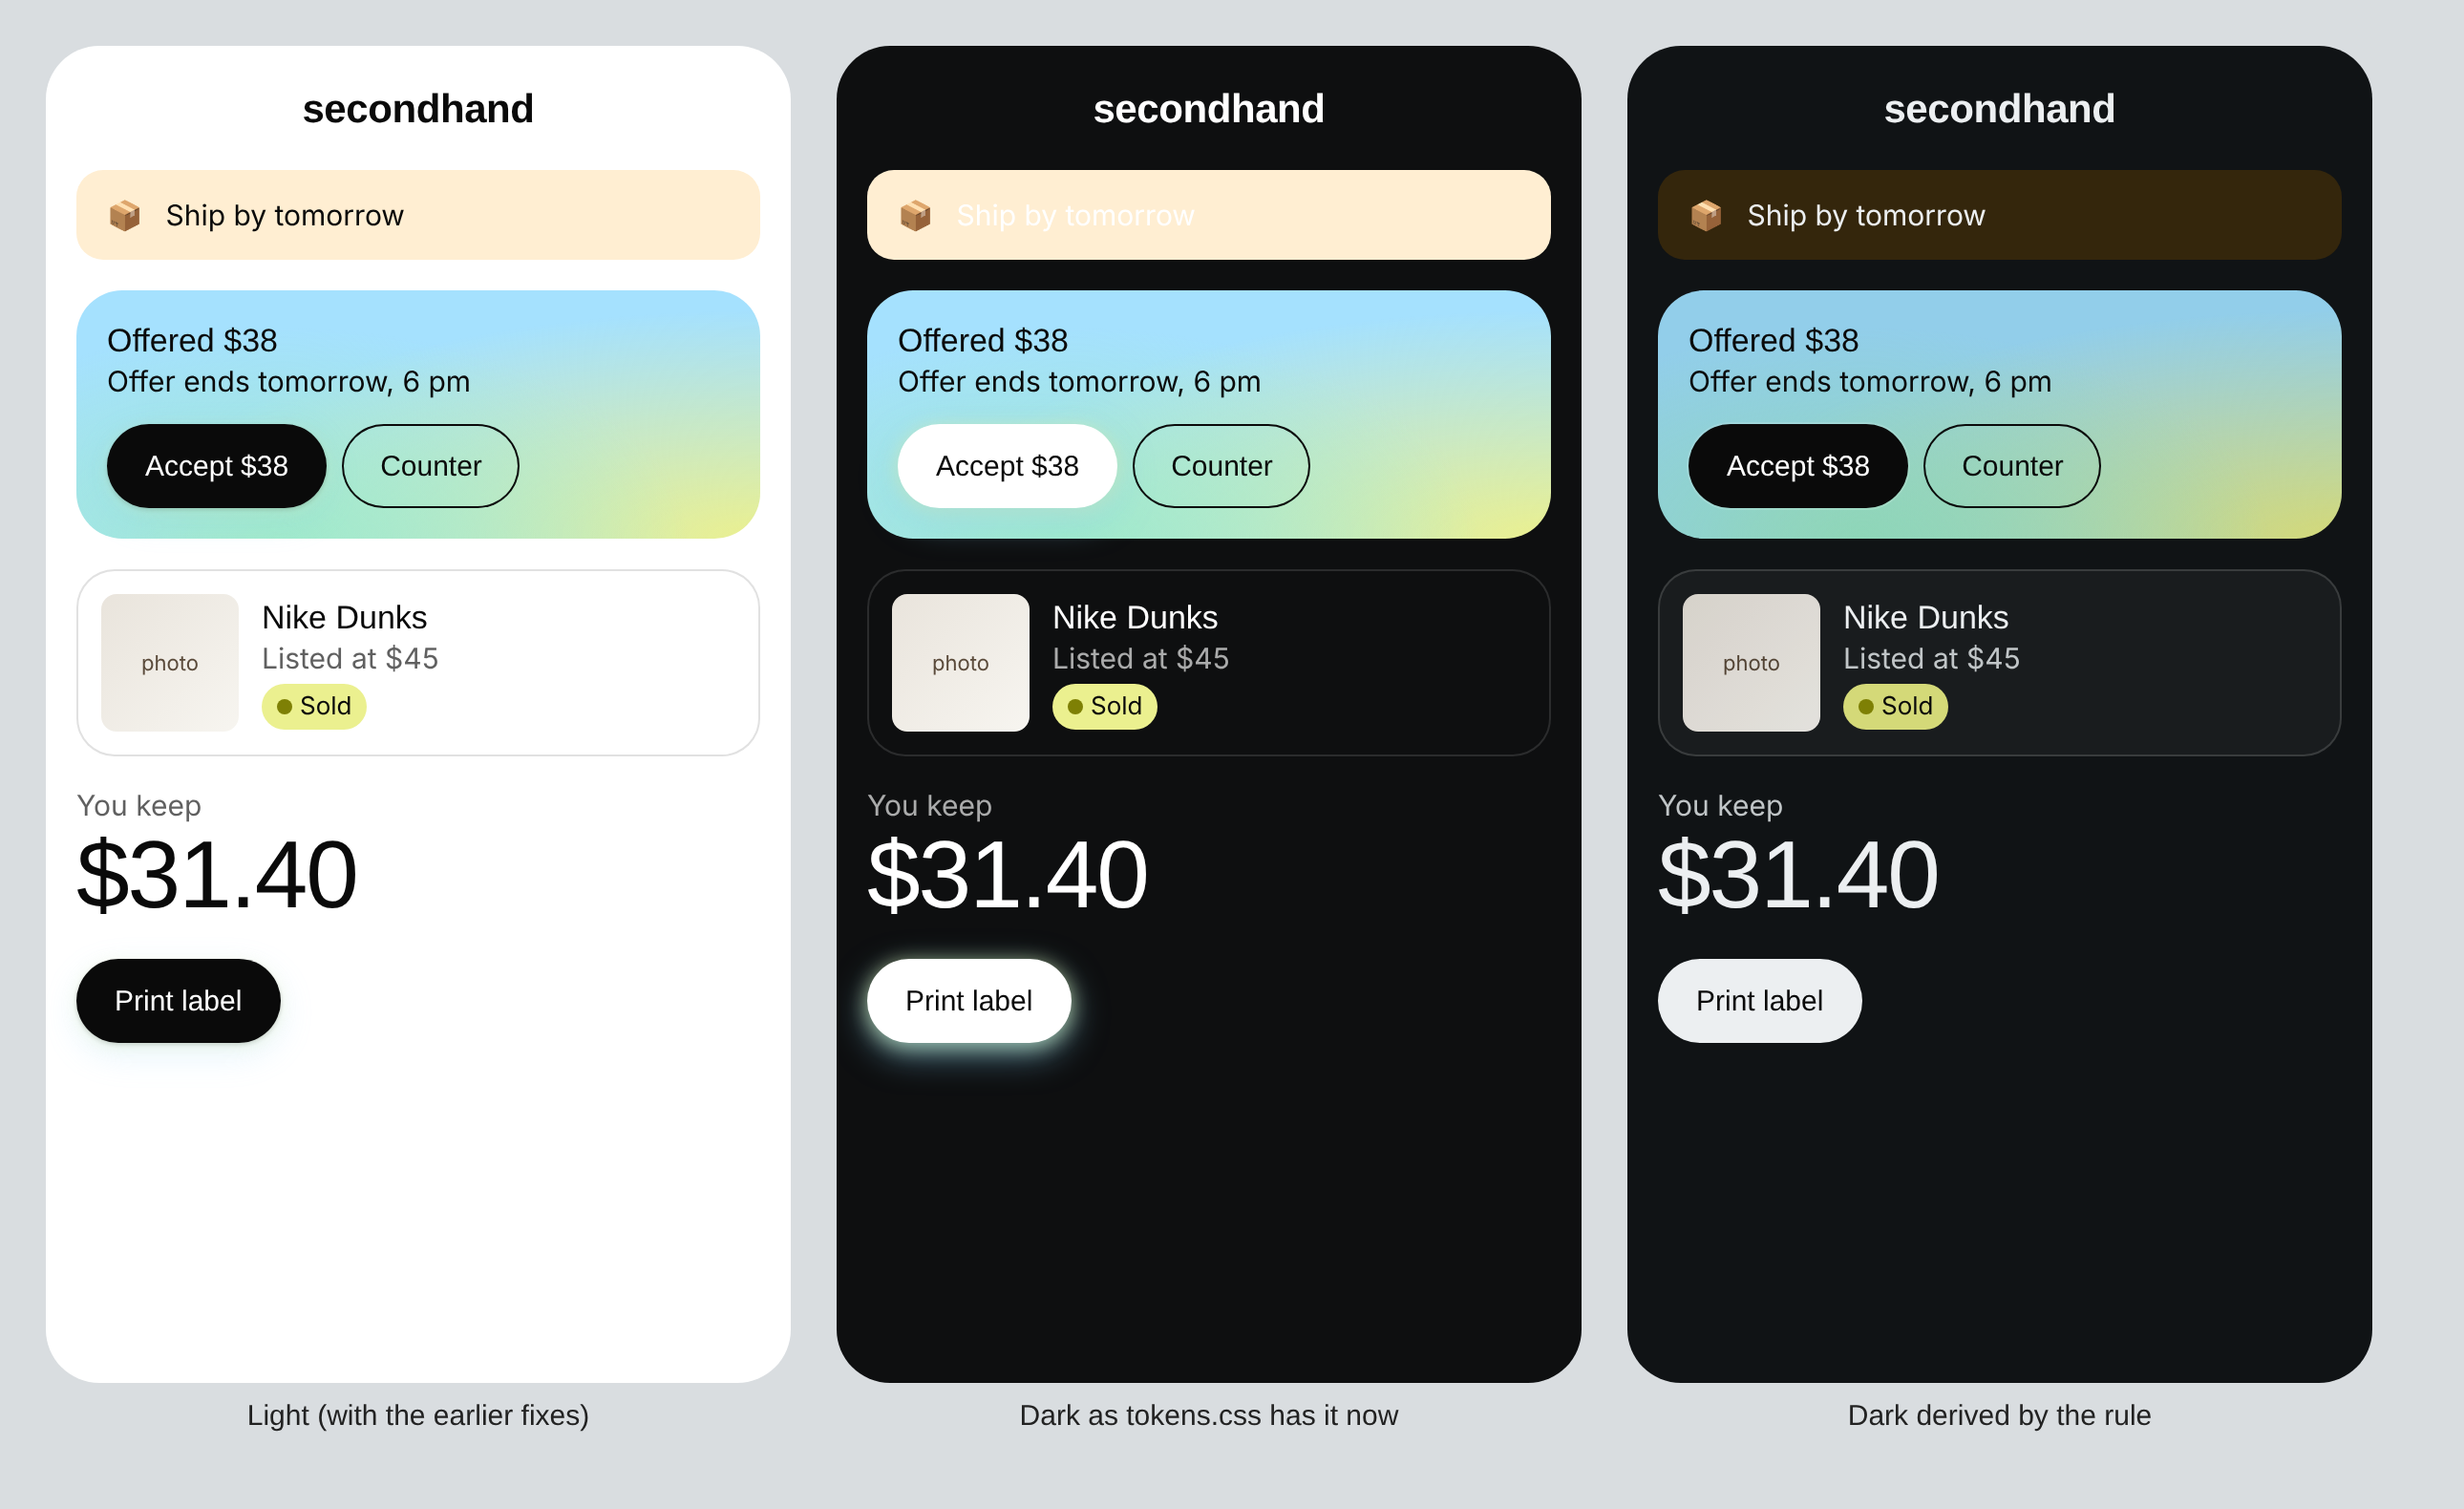 secondhand
Ship by tomorrow
Offered $38
Offer ends tomorrow, 6 pm
Accept $38
Counter
photo
Nike Dunks
Listed at $45
Sold
You keep
$31.40
Print label
Light (with the earlier fixes)
secondhand
Ship by tomorrow
Offered $38
Offer ends tomorrow, 6 pm
Accept $38
Counter
photo
Nike Dunks
Listed at $45
Sold
You keep
$31.40
Print label
Dark as tokens.css has it now
secondhand
Ship by tomorrow
Offered $38
Offer ends tomorrow, 6 pm
Accept $38
Counter
photo
Nike Dunks
Listed at $45
Sold
You keep
$31.40
Print label
Dark derived by the rule